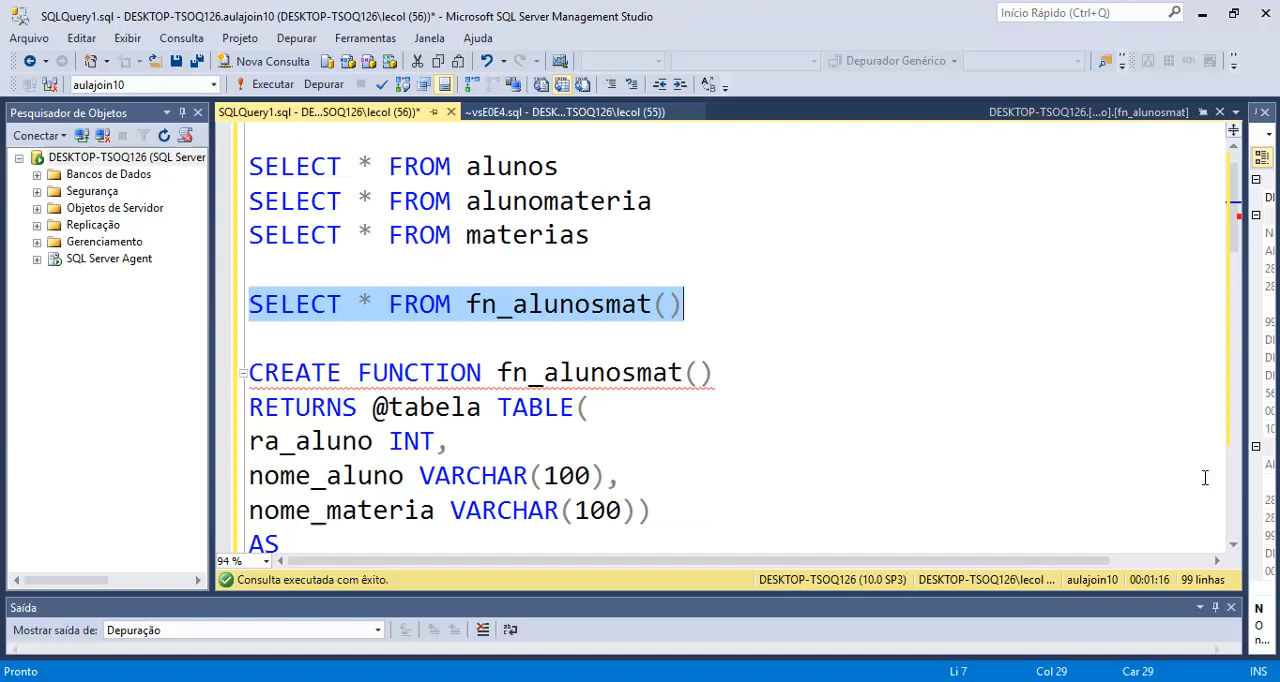 SQLQuery1.sql - DESKTOP-TSOQ126.aulajoin10 (DESKTOP-TSOQ126\lecol (56))* - Microsoft SQL Server Management Studio
Início Rápido (Ctrl+Q)
Arquivo Editar Exibir Consulta Projeto Depurar Ferramentas Janela Ajuda
Nova Consulta
Depurador Genérico
aulajoin10 Executar Depurar
Pesquisador de Objetos
SQLQuery1.sql - DE...SOQ126\lecol (56))*
~vsE0E4.sql - DESK...TSOQ126\lecol (55))
DESKTOP-TSOQ126.[...o].[fn_alunosmat]
Conectar
DESKTOP-TSOQ126 (SQL Server
Bancos de Dados
Segurança
Objetos de Servidor
Replicação
Gerenciamento
SQL Server Agent
SELECT * FROM alunos
SELECT * FROM alunomateria
SELECT * FROM materias
SELECT * FROM fn_alunosmat()
CREATE FUNCTION fn_alunosmat()
RETURNS @tabela TABLE(
ra_aluno INT,
nome_aluno VARCHAR(100),
nome_materia VARCHAR(100))
AS
94 %
Consulta executada com êxito.
DESKTOP-TSOQ126 (10.0 SP3) DESKTOP-TSOQ126\lecol ... aulajoin10 00:01:16 99 linhas
Saída
Mostrar saída de: Depuração
Pronto
Li 7 Col 29 Car 29 INS